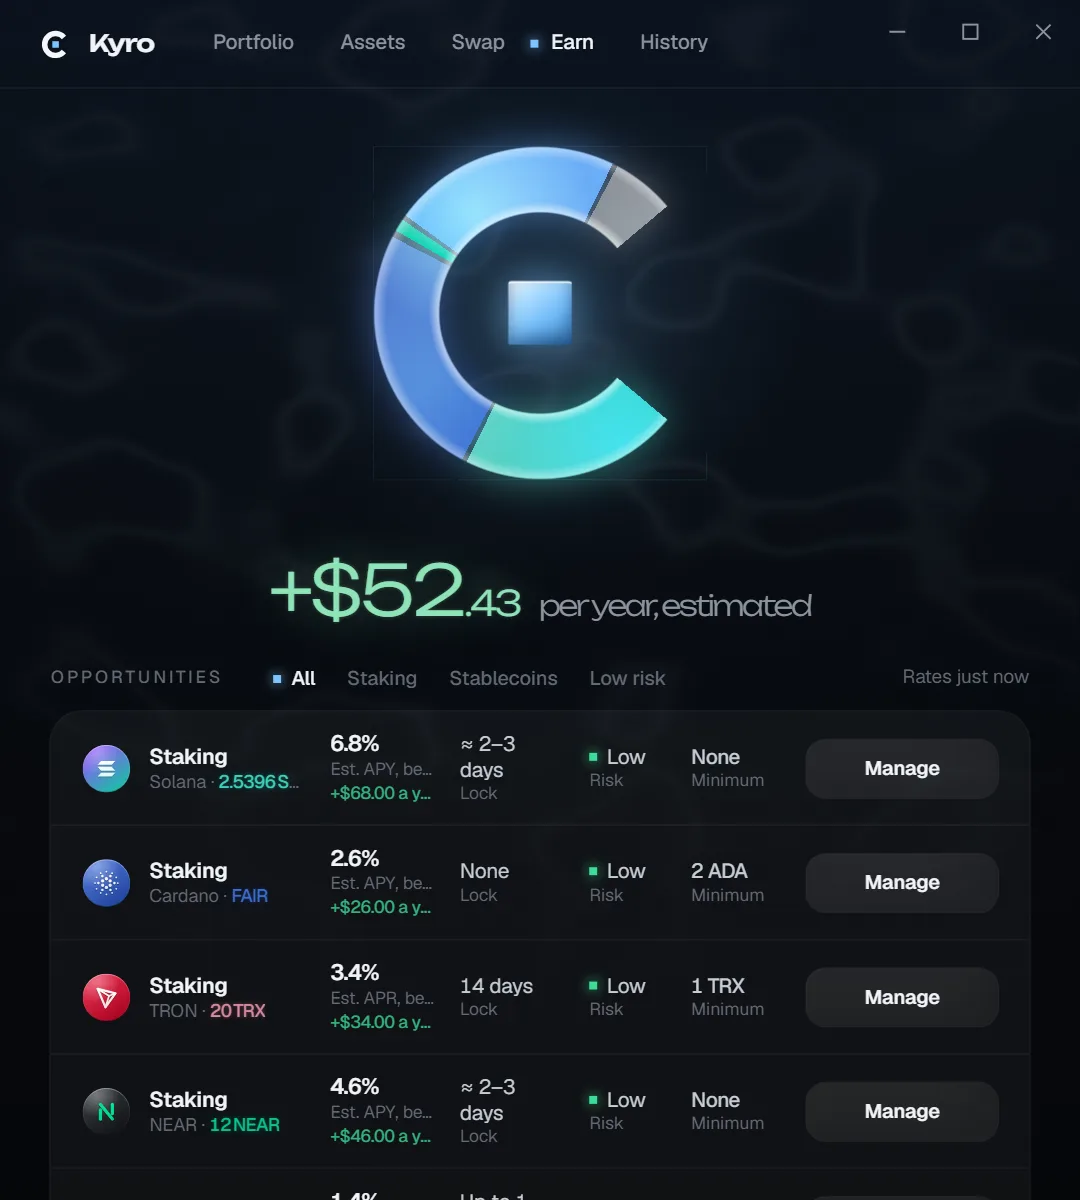 Kyro
Portfolio
Assets
Swap
Earn
History
+$52.43 per year, estimated
OPPORTUNITIES
All
Staking
Stablecoins
Low risk
Rates just now
Staking
Solana · 2.5396 S...
6.8%
Est. APY, be...
+$68.00 a y...
≈ 2–3
days
Lock
Low
Risk
None
Minimum
Manage
Staking
Cardano · FAIR
2.6%
Est. APY, be...
+$26.00 a y...
None
Lock
Low
Risk
2 ADA
Minimum
Manage
Staking
TRON · 20 TRX
3.4%
Est. APR, be...
+$34.00 a y...
14 days
Lock
Low
Risk
1 TRX
Minimum
Manage
Staking
NEAR · 12 NEAR
4.6%
Est. APY, be...
+$46.00 a y...
≈ 2–3
days
Lock
Low
Risk
None
Minimum
Manage
1.4%
Up to 1